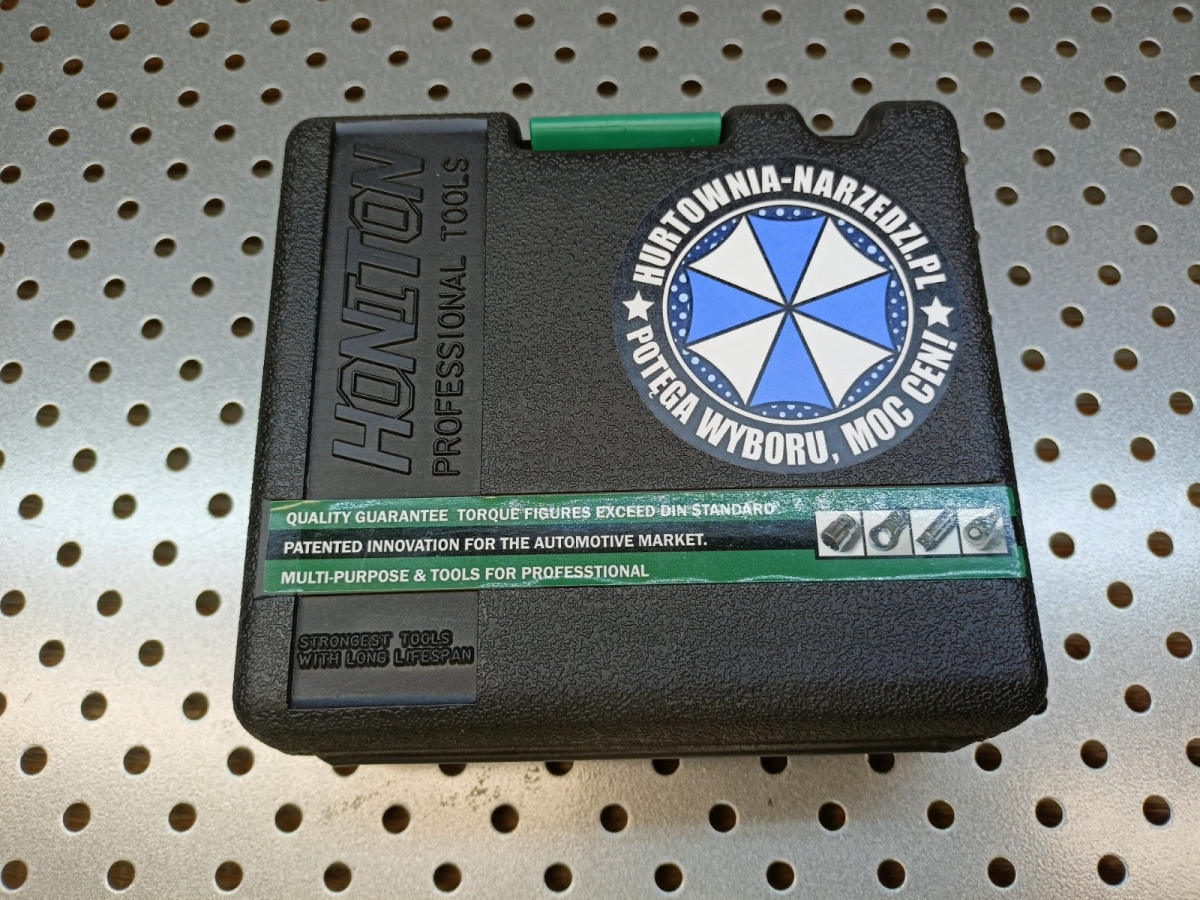 HONITON
PROFESSIONAL TOOLS
HURTOWNIA-NARZEDZI.PL
POTĘGA WYBORU, MOC CEN!
QUALITY GUARANTEE TORQUE FIGURES EXCEED DIN STANDARD
PATENTED INNOVATION FOR THE AUTOMOTIVE MARKET.
MULTI-PURPOSE & TOOLS FOR PROFESSTIONAL
STRONGEST TOOLS
WITH LONG LIFESPAN